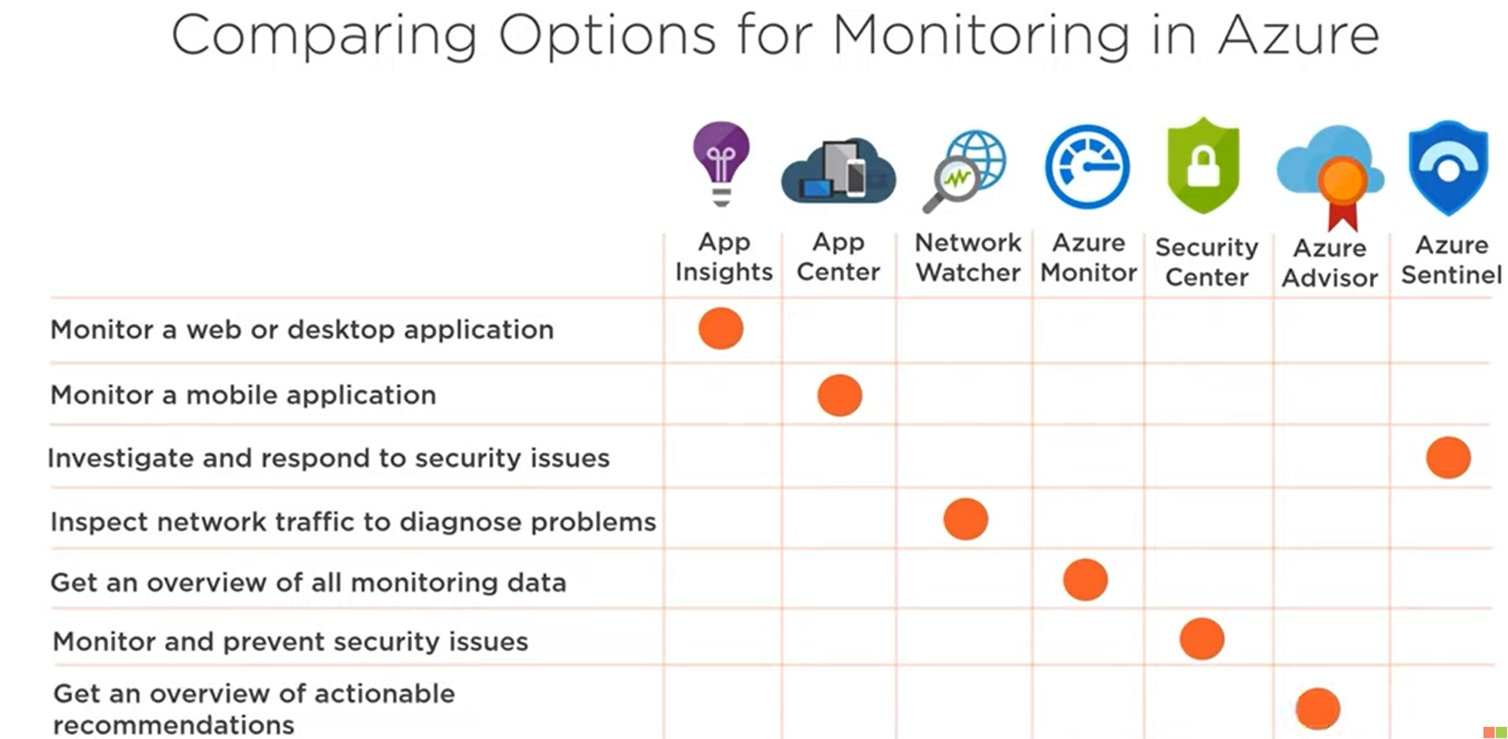 Comparing Options for Monitoring in Azure
App Insights
App Center
Network Watcher
Azure Monitor
Security Center
Azure Advisor
Azure Sentinel
Monitor a web or desktop application
Monitor a mobile application
Investigate and respond to security issues
Inspect network traffic to diagnose problems
Get an overview of all monitoring data
Monitor and prevent security issues
Get an overview of actionable
recommendations